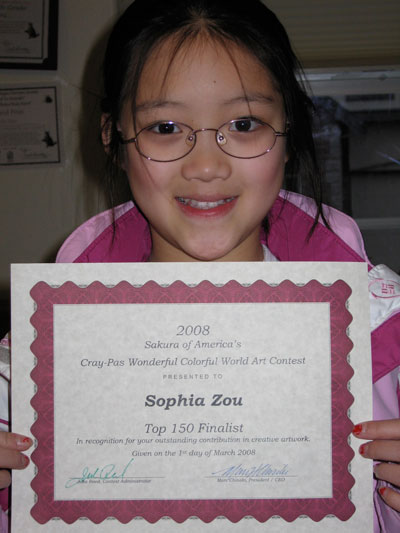 2008
Sakura of America's
Cray-Pas Wonderful Colorful World Art Contest
PRESENTED TO
Sophia Zou
Top 150 Finalist
In recognition for your outstanding contribution in creative artwork.
Given on the 1st day of March 2008
President / CEO
Contest Administrator